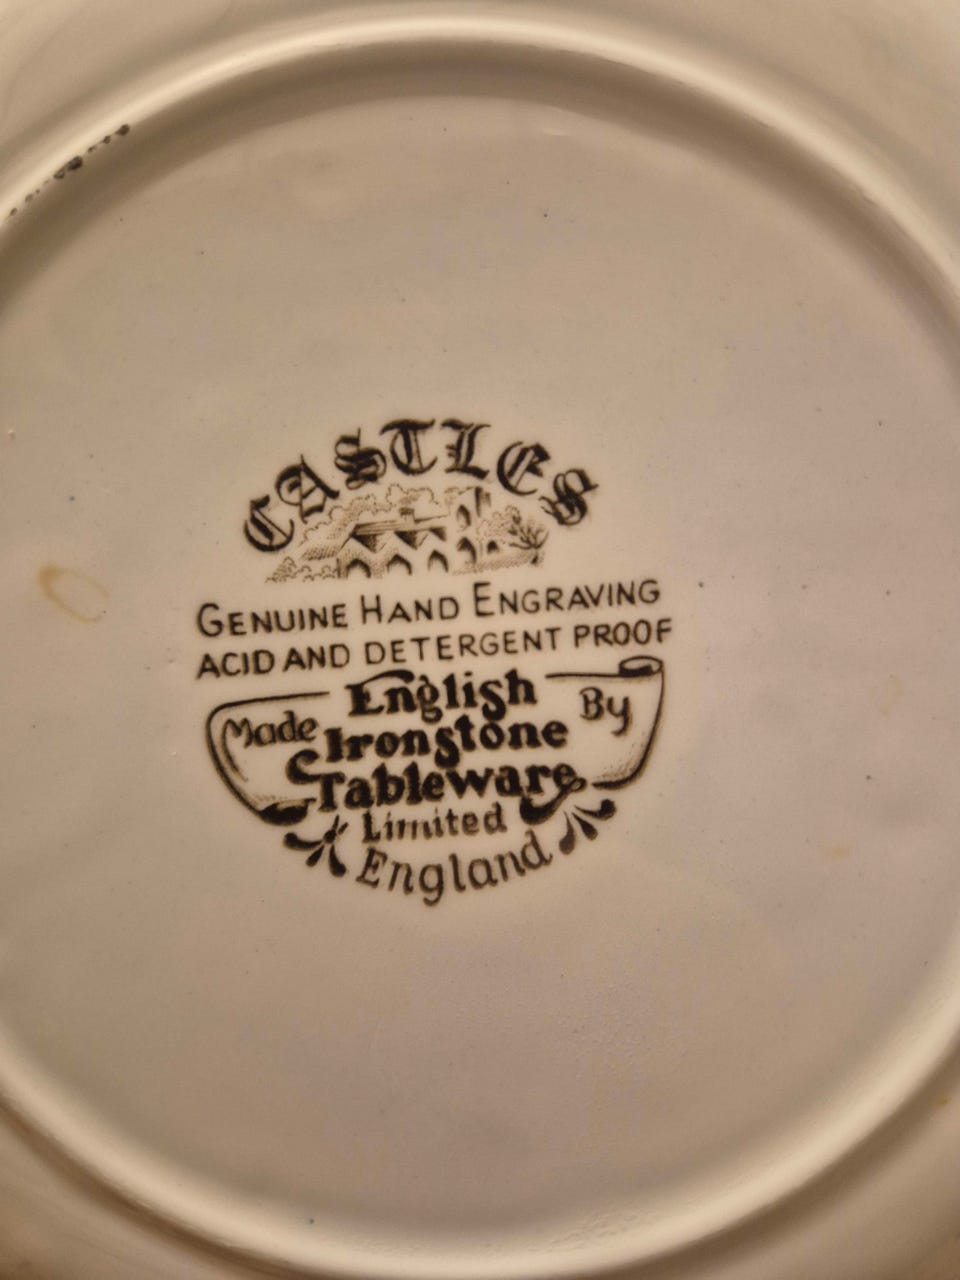 CASTLES
GENUINE HAND ENGRAVING
ACID AND DETERGENT PROOF
Made English By
Ironstone
Tableware
Limited
England